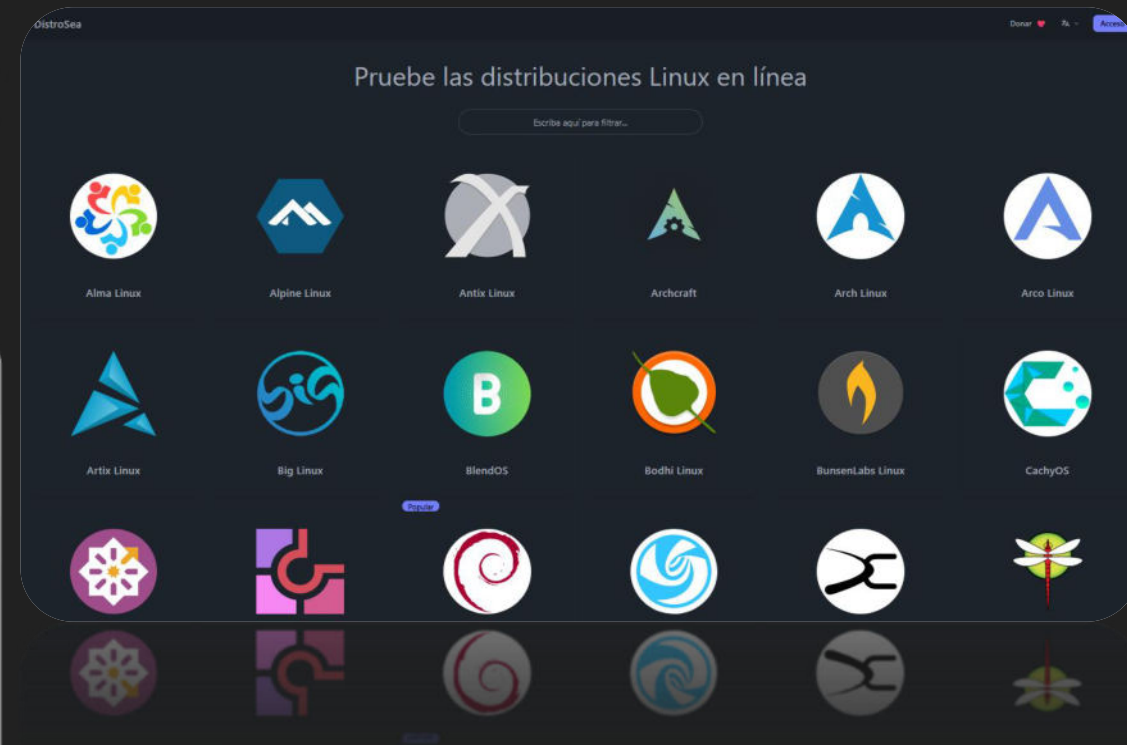 DistroSea
Donar
Acceso
Pruebe las distribuciones Linux en línea
Escriba aquí para filtrar...
Alma Linux
Alpine Linux
Antix Linux
Archcraft
Arch Linux
Arco Linux
Artix Linux
Big Linux
BlendOS
Bodhi Linux
BunsenLabs Linux
CachyOS
Popular